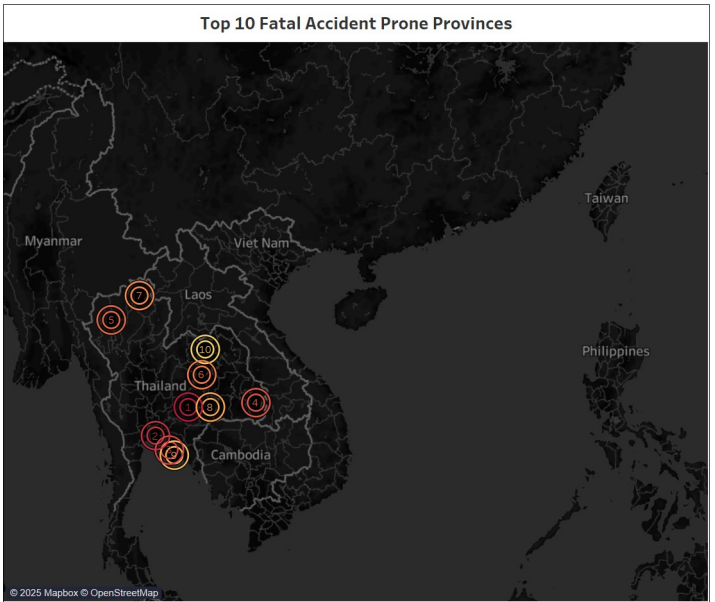 Top 10 Fatal Accident Prone Provinces
Taiwan
Myanmar
Viet Nam
7
Laos
5
10
Philippines
6
Thailand
4
1
8
2
9
Cambodia
© 2025 Mapbox © OpenStreetMap